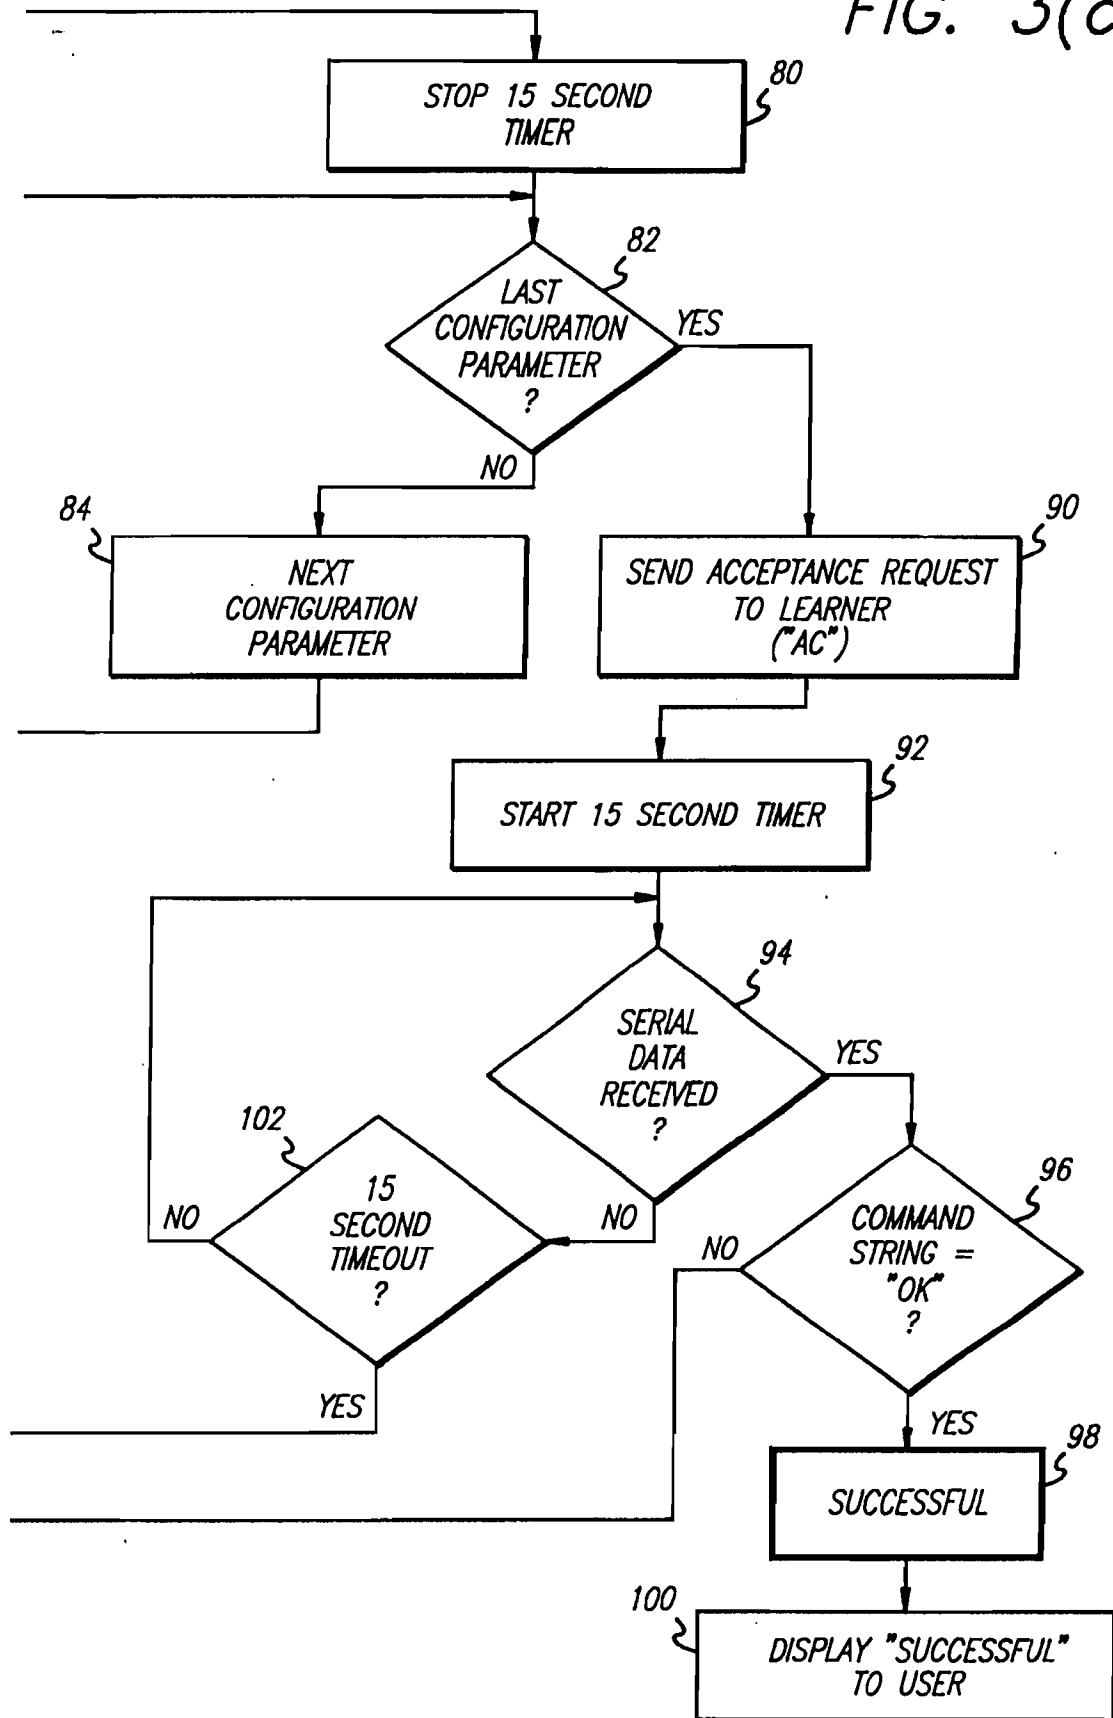 FIG. 3(
80
STOP 15 SECOND
TIMER
82
LAST
CONFIGURATION
PARAMETER
?
YES
NO
84
NEXT
CONFIGURATION
PARAMETER
90
SEND ACCEPTANCE REQUEST
TO LEARNER
("AC")
92
START 15 SECOND TIMER
94
SERIAL
DATA
RECEIVED
?
YES
NO
102
15
SECOND
TIMEOUT
?
NO
YES
96
COMMAND
STRING =
"OK"
?
NO
YES
98
SUCCESSFUL
100
DISPLAY "SUCCESSFUL"
TO USER